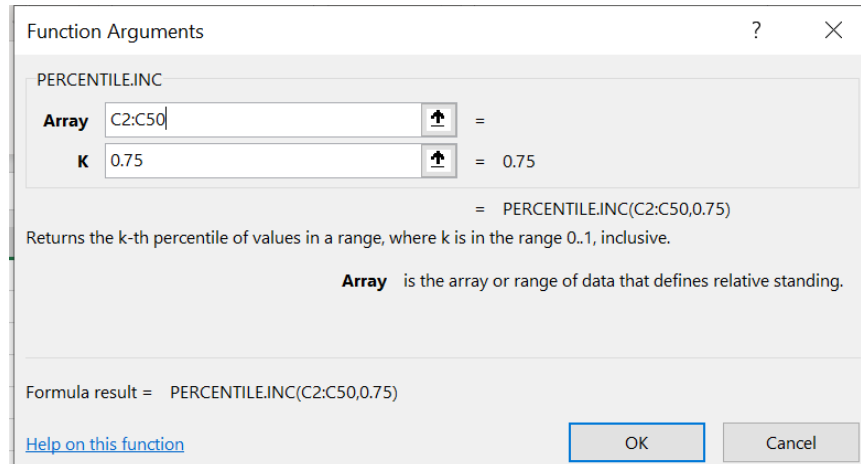 Function Arguments ?
PERCENTILE.INC
Array C2:C50 =
K 0.75 = 0.75
= PERCENTILE.INC(C2:C50,0.75)
Returns the k-th percentile of values in a range, where k is in the range 0..1, inclusive.
Array is the array or range of data that defines relative standing.
Formula result = PERCENTILE.INC(C2:C50,0.75)
Help on this function OK Cancel